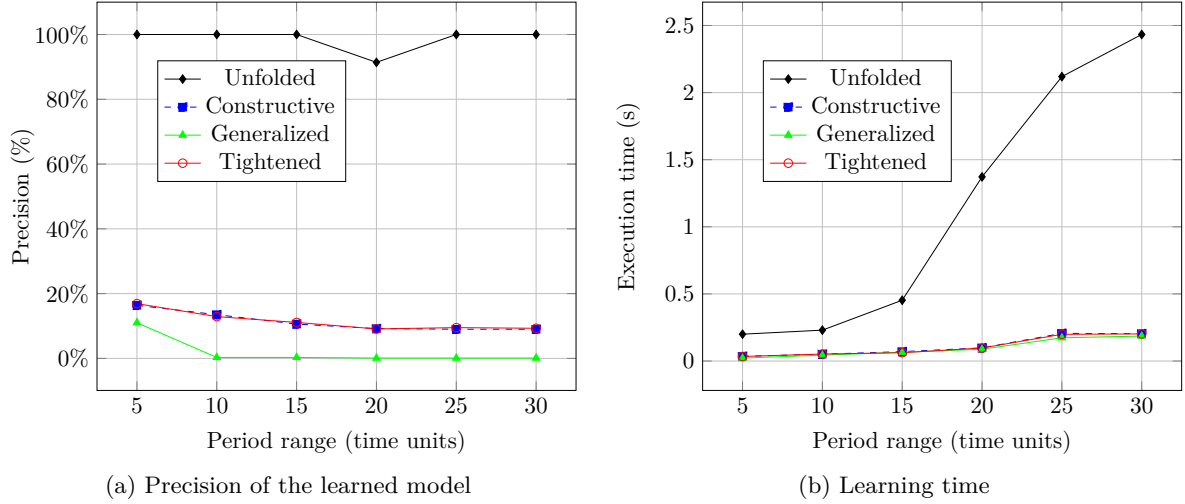 100%
80%
60%
40%
20%
0%
Precision (%)
Unfolded
Constructive
Generalized
Tightened
5 10 15 20 25 30
Period range (time units)
(a) Precision of the learned model
2.5
2
1.5
1
0.5
0
Execution time (s)
Unfolded
Constructive
Generalized
Tightened
5 10 15 20 25 30
Period range (time units)
(b) Learning time